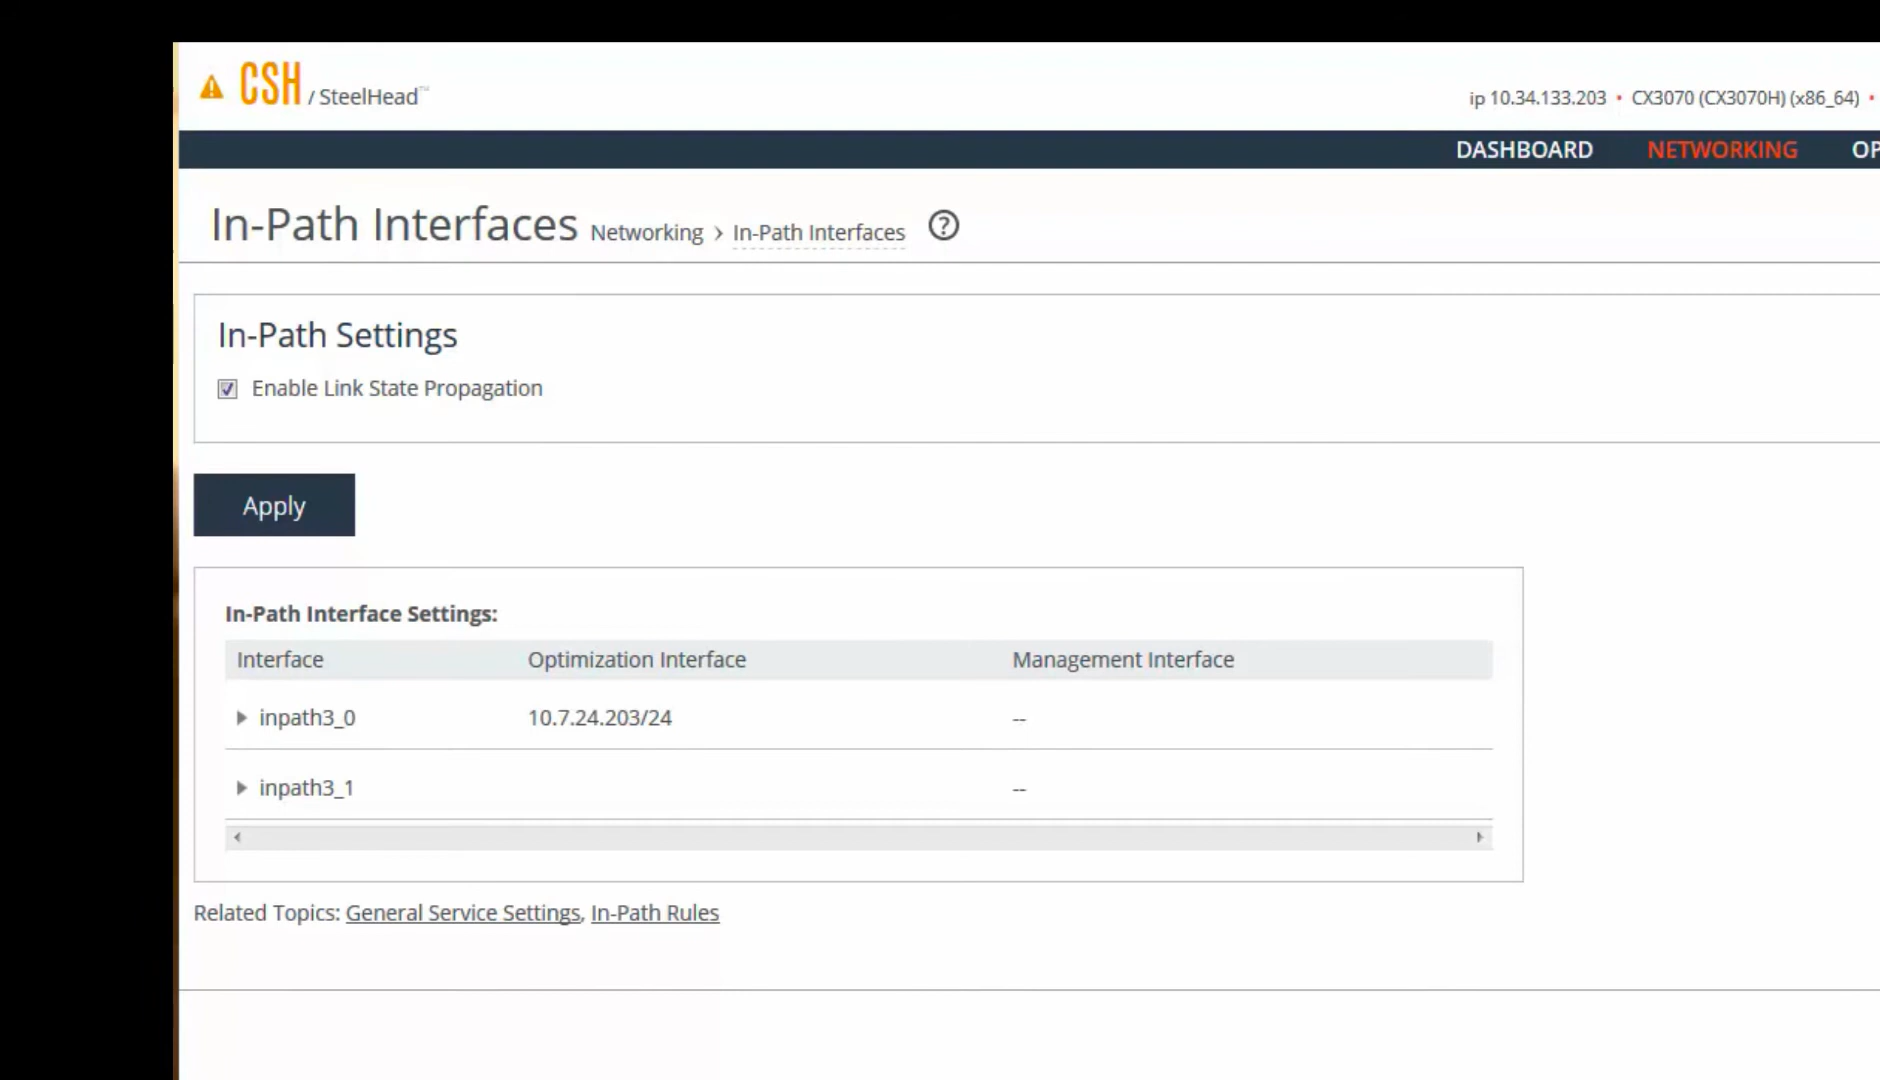 CSH / SteelHead™
ip 10.34.133.203 • CX3070 (CX3070H) (x86_64) •
DASHBOARD NETWORKING OP
In-Path Interfaces Networking › In-Path Interfaces ?
In-Path Settings
Enable Link State Propagation
Apply
In-Path Interface Settings:
Interface Optimization Interface Management Interface
inpath3_0 10.7.24.203/24 --
inpath3_1 --
Related Topics: General Service Settings, In-Path Rules